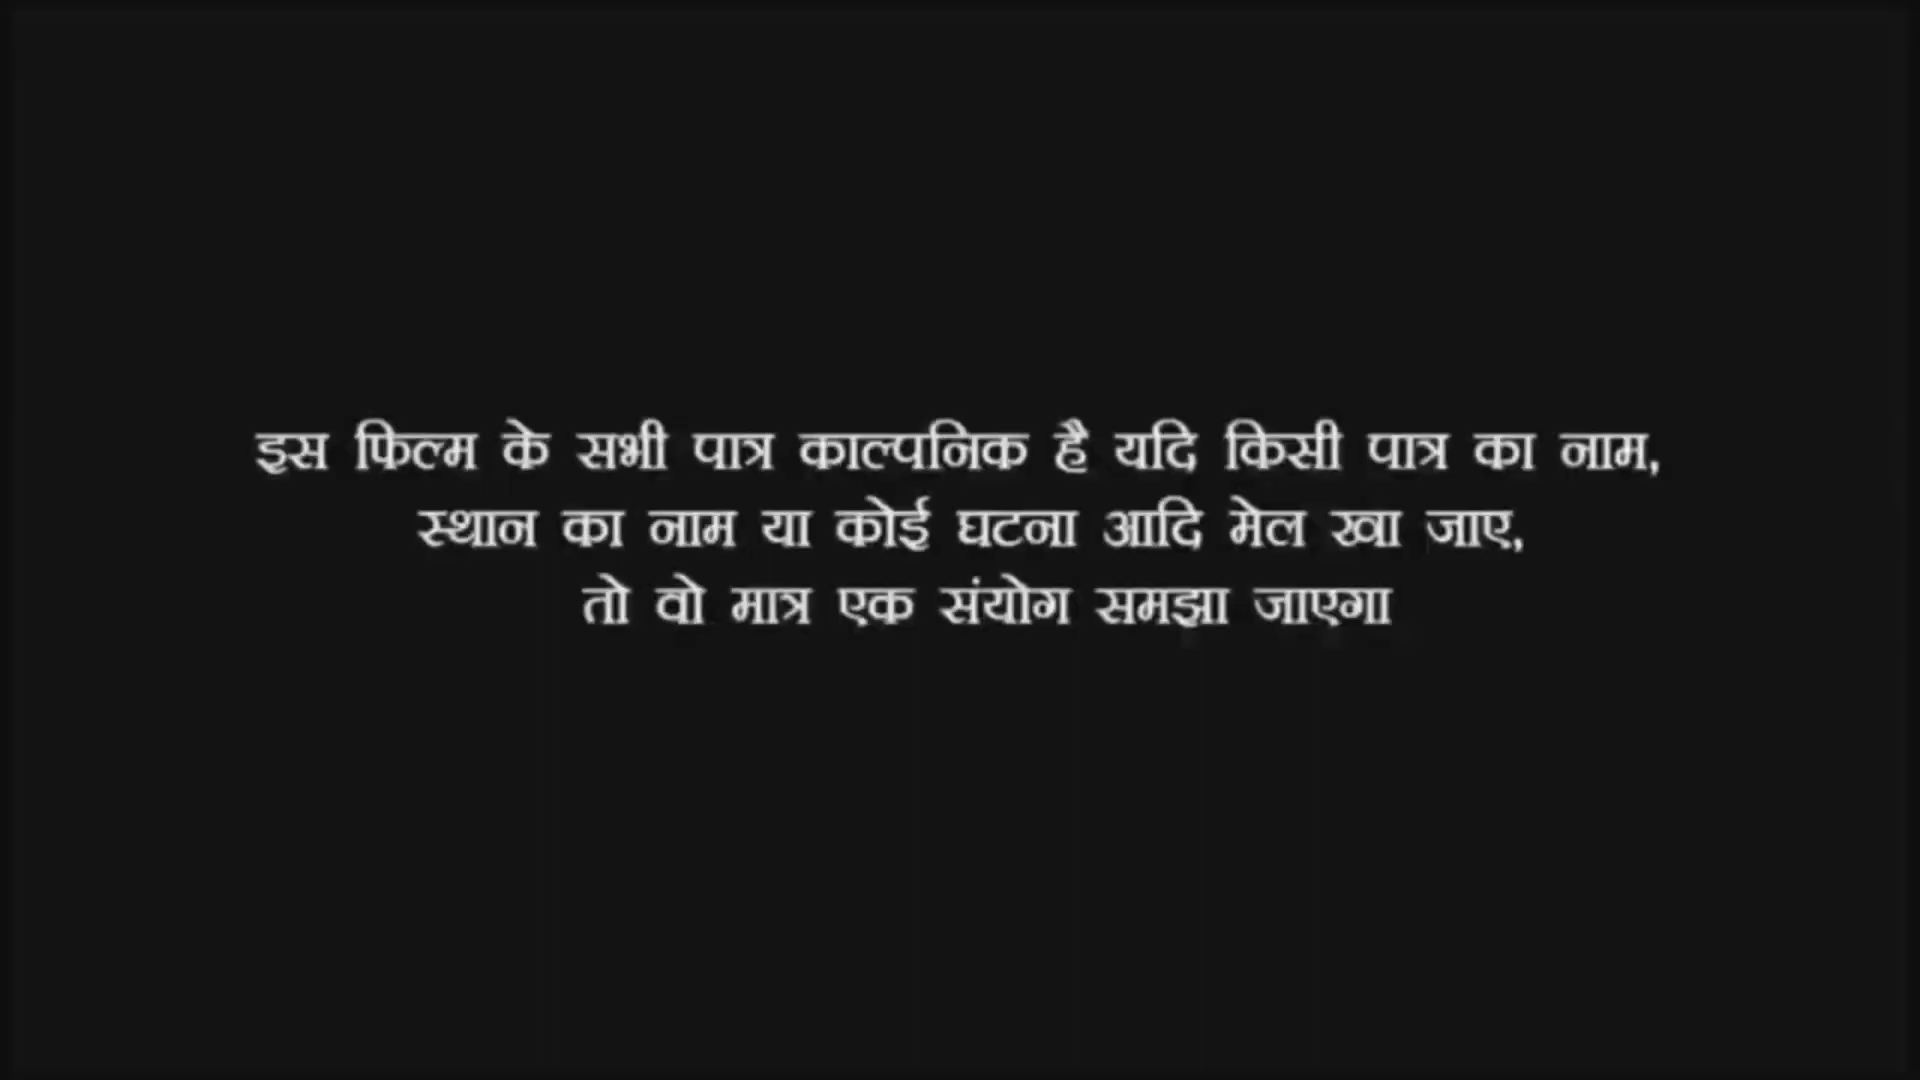 इस फिल्म के सभी पात्र काल्पनिक है यदि किसी पात्र का नाम,
स्थान का नाम या कोई घटना आदि मेल खा जाए,
तो वो मात्र एक संयोग समझा जाएगा